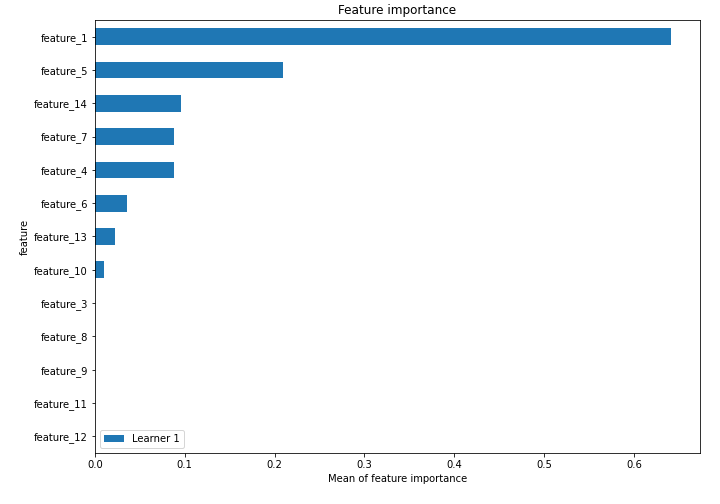 Feature importance
feature_1
feature_5
feature_14
feature_7
feature_4
feature_6
feature_13
feature_10
feature_3
feature_8
feature_9
feature_11
feature_12
feature
Learner 1
0.0 0.1 0.2 0.3 0.4 0.5 0.6
Mean of feature importance